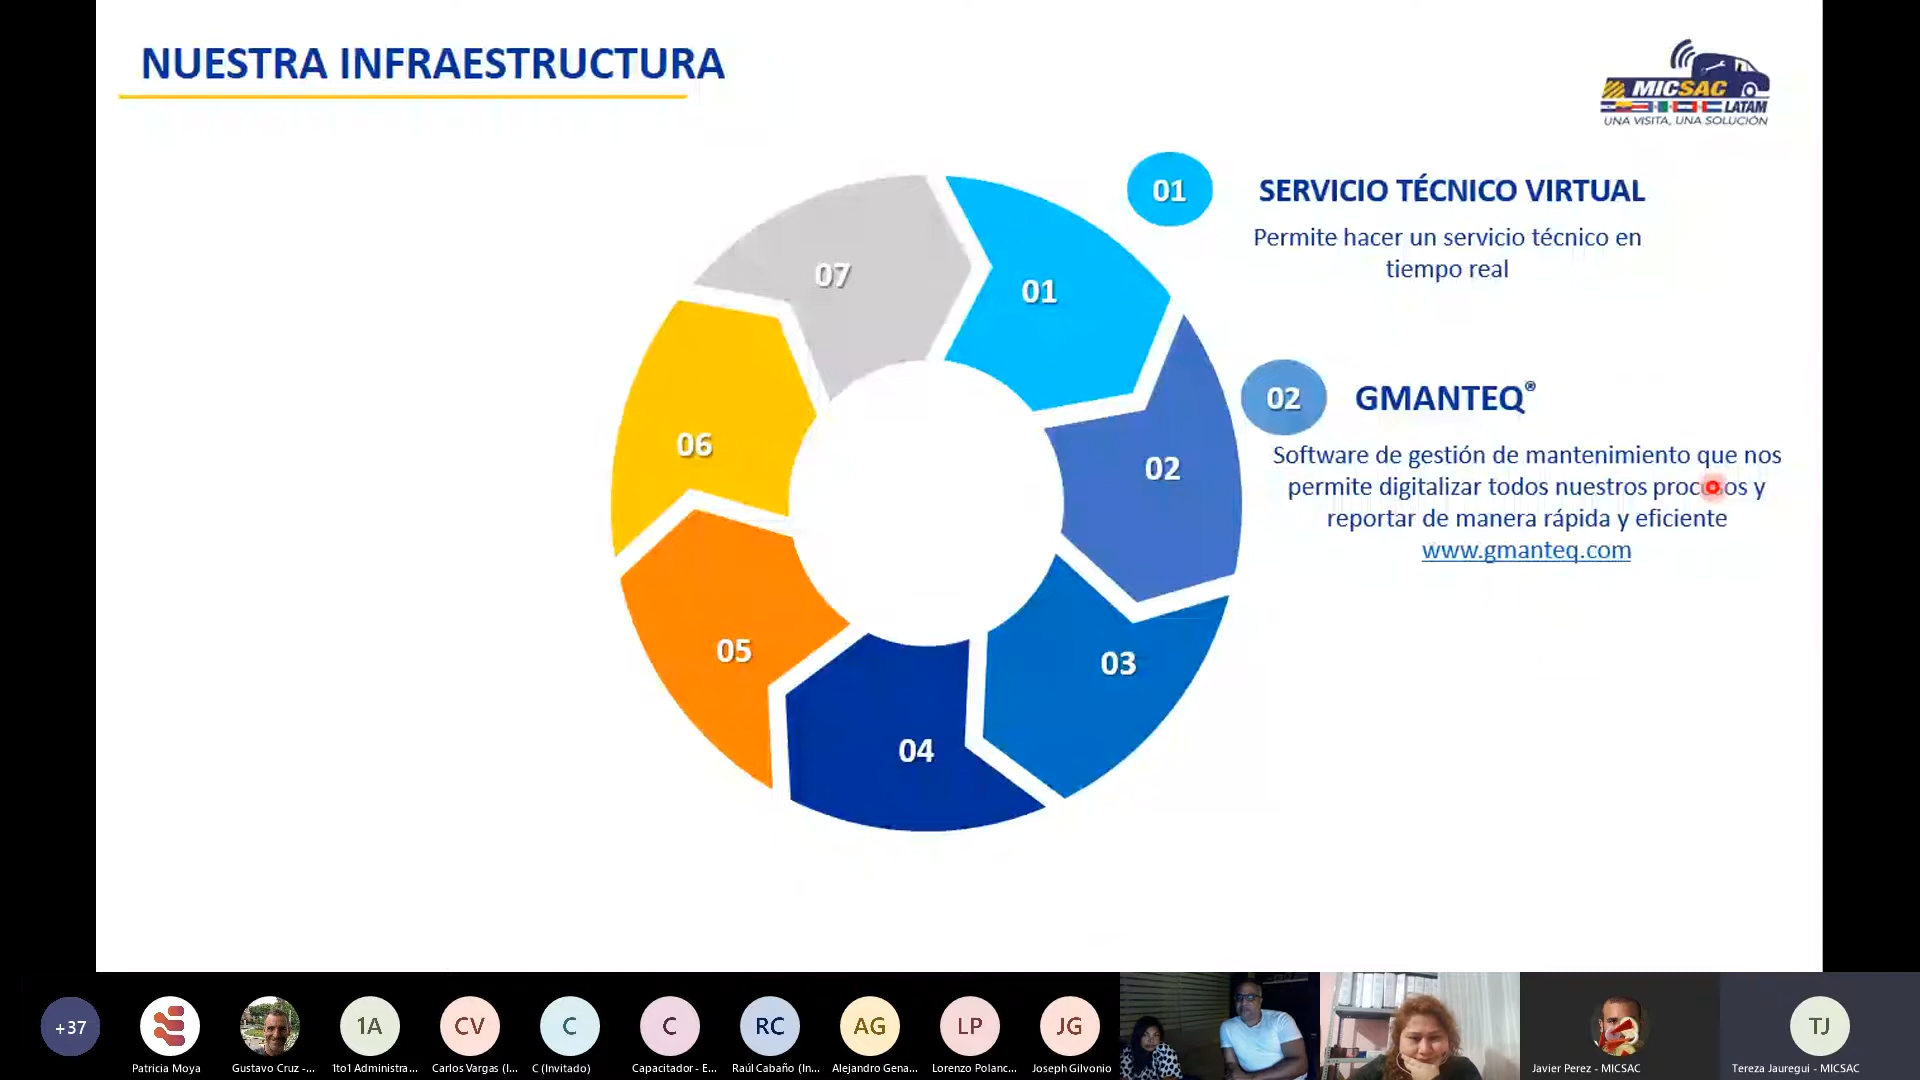 NUESTRA INFRAESTRUCTURA
MICSAC
LATAM
UNA VISITA, UNA SOLUCIÓN
01
SERVICIO TÉCNICO VIRTUAL
Permite hacer un servicio técnico en
tiempo real
02
GMANTEQ®
Software de gestión de mantenimiento que nos
permite digitalizar todos nuestros procesos y
reportar de manera rápida y eficiente
www.gmanteq.com
01
02
03
04
05
06
07
+37
1A
CV
C
C
RC
AG
LP
JG
TJ
Patricia Moya
Gustavo Cruz -...
1to1 Administra...
Carlos Vargas (I...
C (Invitado)
Capacitador - E...
Raúl Cabaño (In...
Alejandro Gena...
Lorenzo Polanc...
Joseph Gilvonio
Javier Perez - MICSAC
Tereza Jauregui - MICSAC